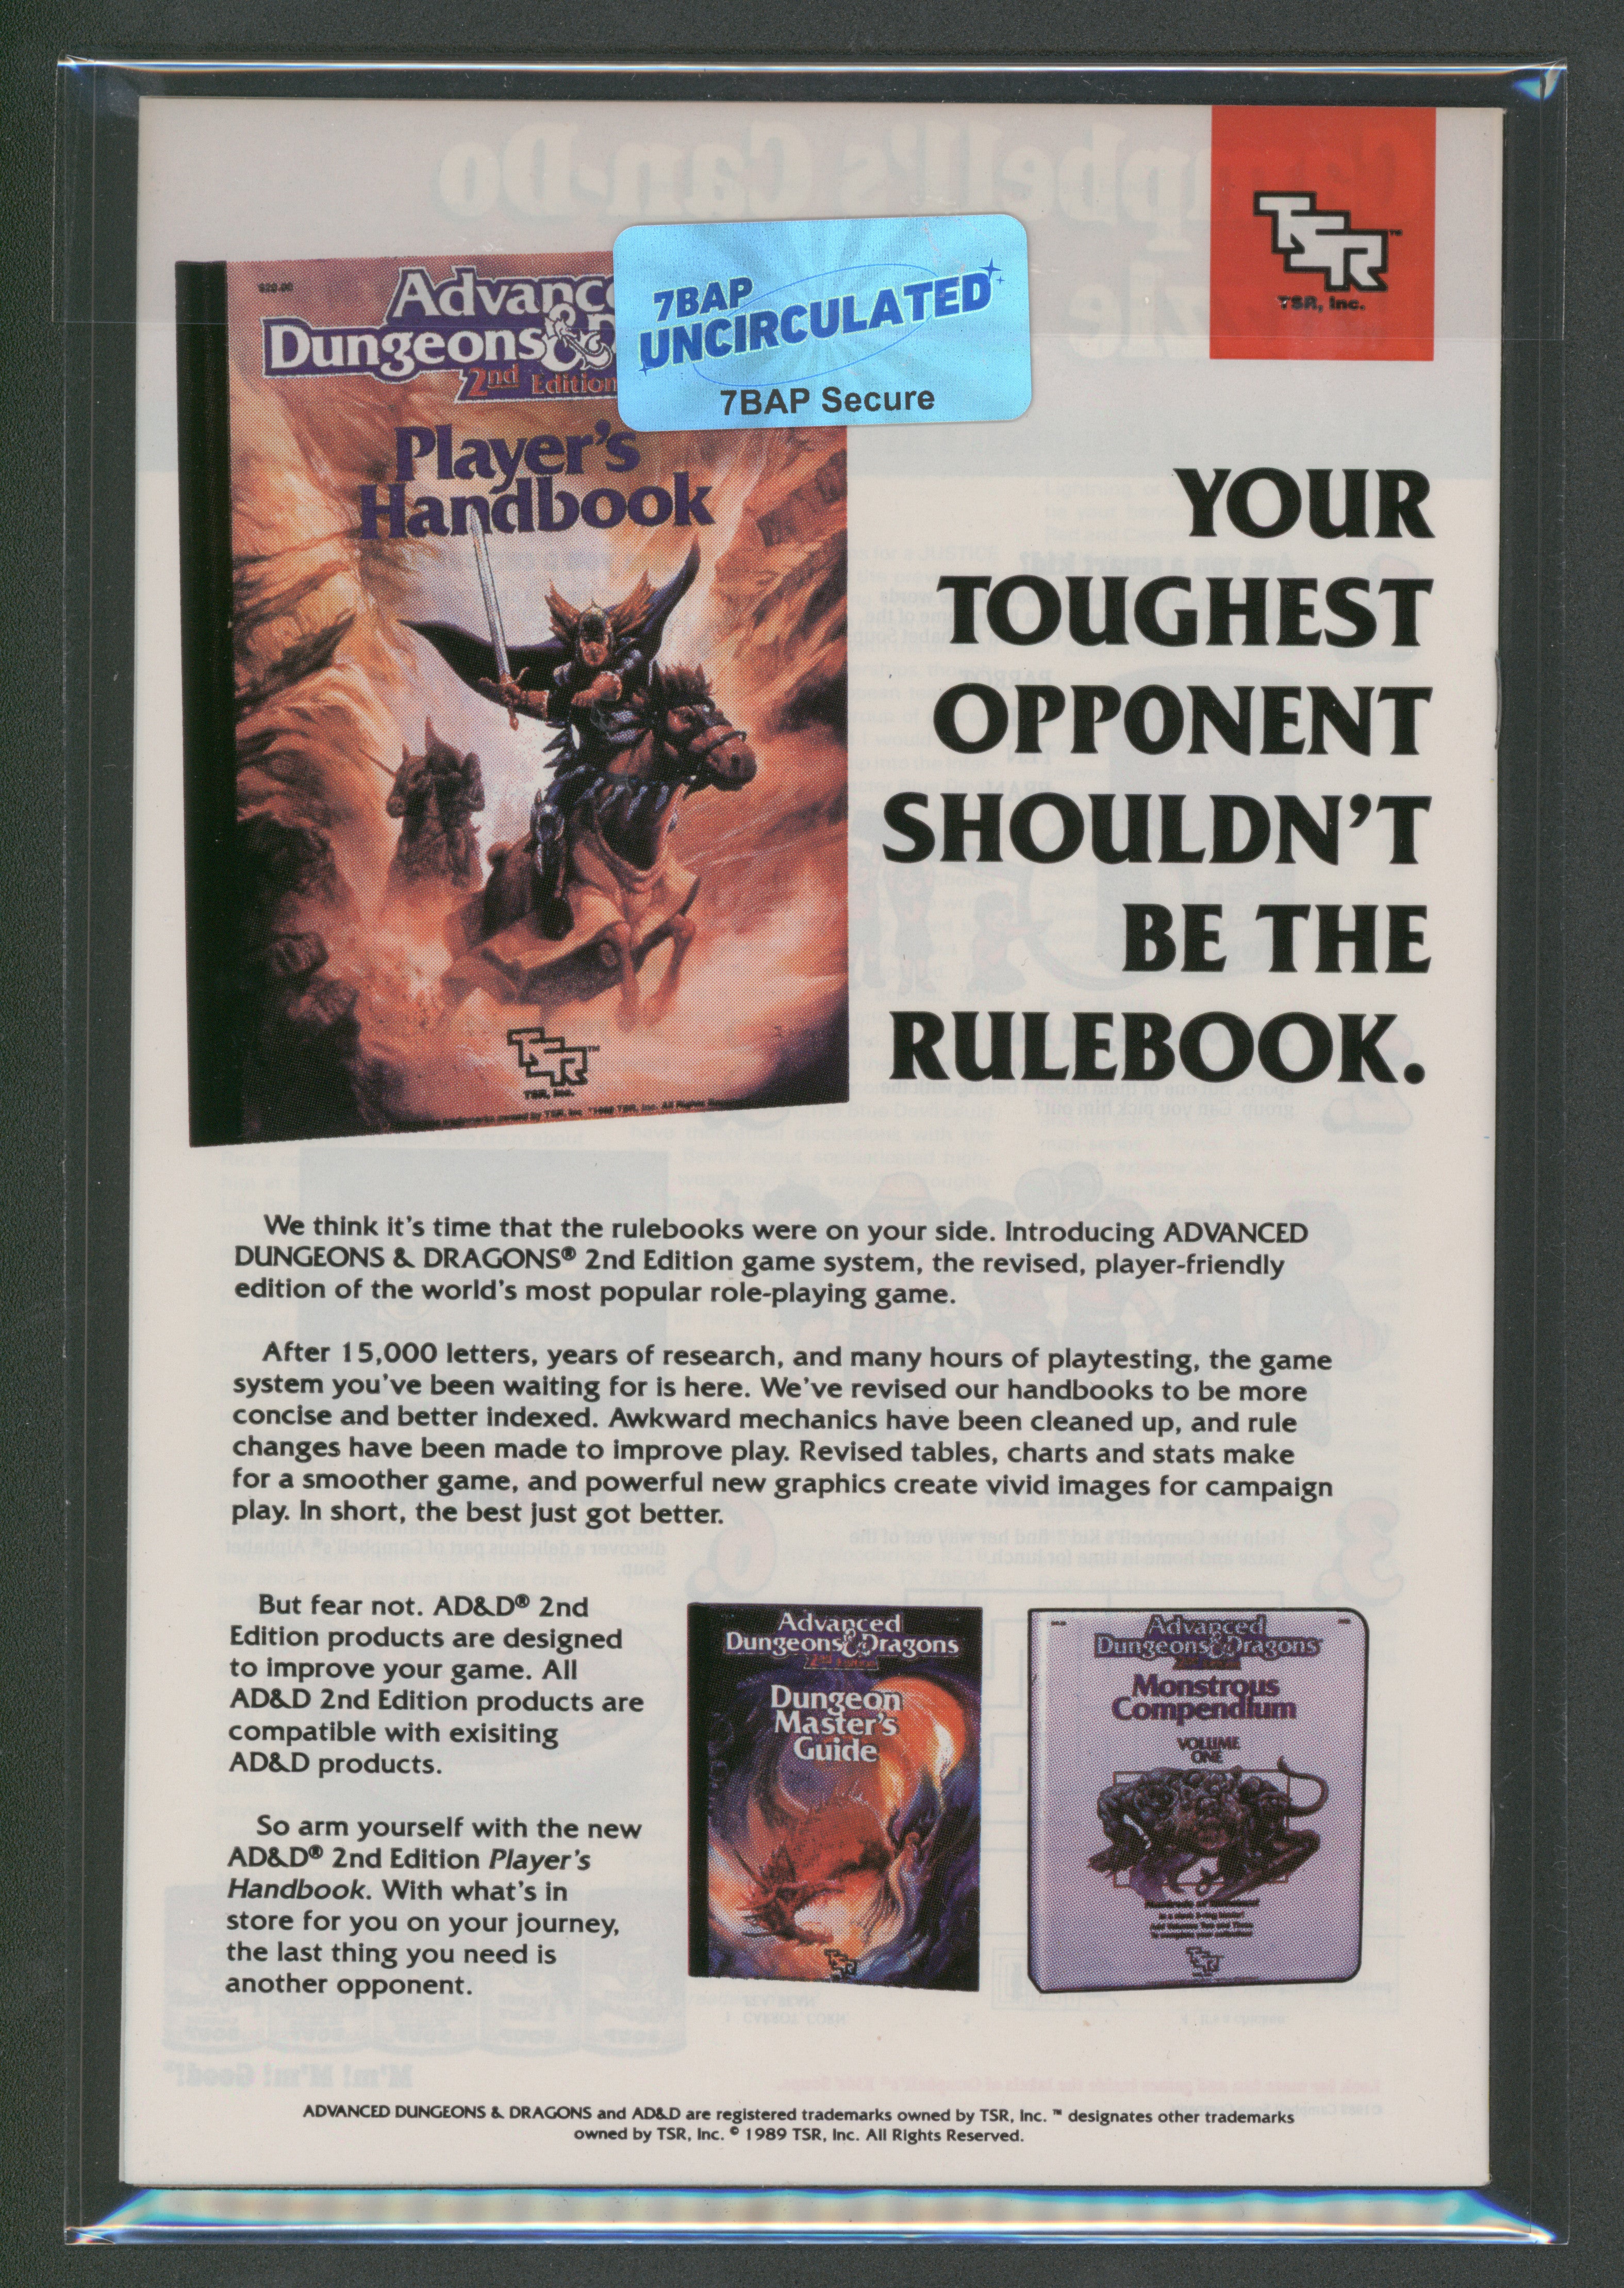 TSR™
TSR, Inc.
$20.00
Advanc
Dungeons &
2nd Edition
7BAP
UNCIRCULATED
7BAP Secure
Player's
Handbook
TSR™
TSR, Inc.
YOUR
TOUGHEST
OPPONENT
SHOULDN'T
BE THE
RULEBOOK.
We think it's time that the rulebooks were on your side. Introducing ADVANCED
DUNGEONS & DRAGONS® 2nd Edition game system, the revised, player-friendly
edition of the world's most popular role-playing game.
After 15,000 letters, years of research, and many hours of playtesting, the game
system you've been waiting for is here. We've revised our handbooks to be more
concise and better indexed. Awkward mechanics have been cleaned up, and rule
changes have been made to improve play. Revised tables, charts and stats make
for a smoother game, and powerful new graphics create vivid images for campaign
play. In short, the best just got better.
But fear not. AD&D® 2nd
Edition products are designed
to improve your game. All
AD&D 2nd Edition products are
compatible with exisiting
AD&D products.
So arm yourself with the new
AD&D® 2nd Edition Player's
Handbook. With what's in
store for you on your journey,
the last thing you need is
another opponent.
Advanced
Dungeons & Dragons
2nd Edition
Dungeon
Master's
Guide
TSR
Advanced
Dungeons & Dragons
Monstrous
Compendium
VOLUME
ONE
TSR
ADVANCED DUNGEONS & DRAGONS and AD&D are registered trademarks owned by TSR, Inc. ™ designates other trademarks
owned by TSR, Inc. © 1989 TSR, Inc. All Rights Reserved.